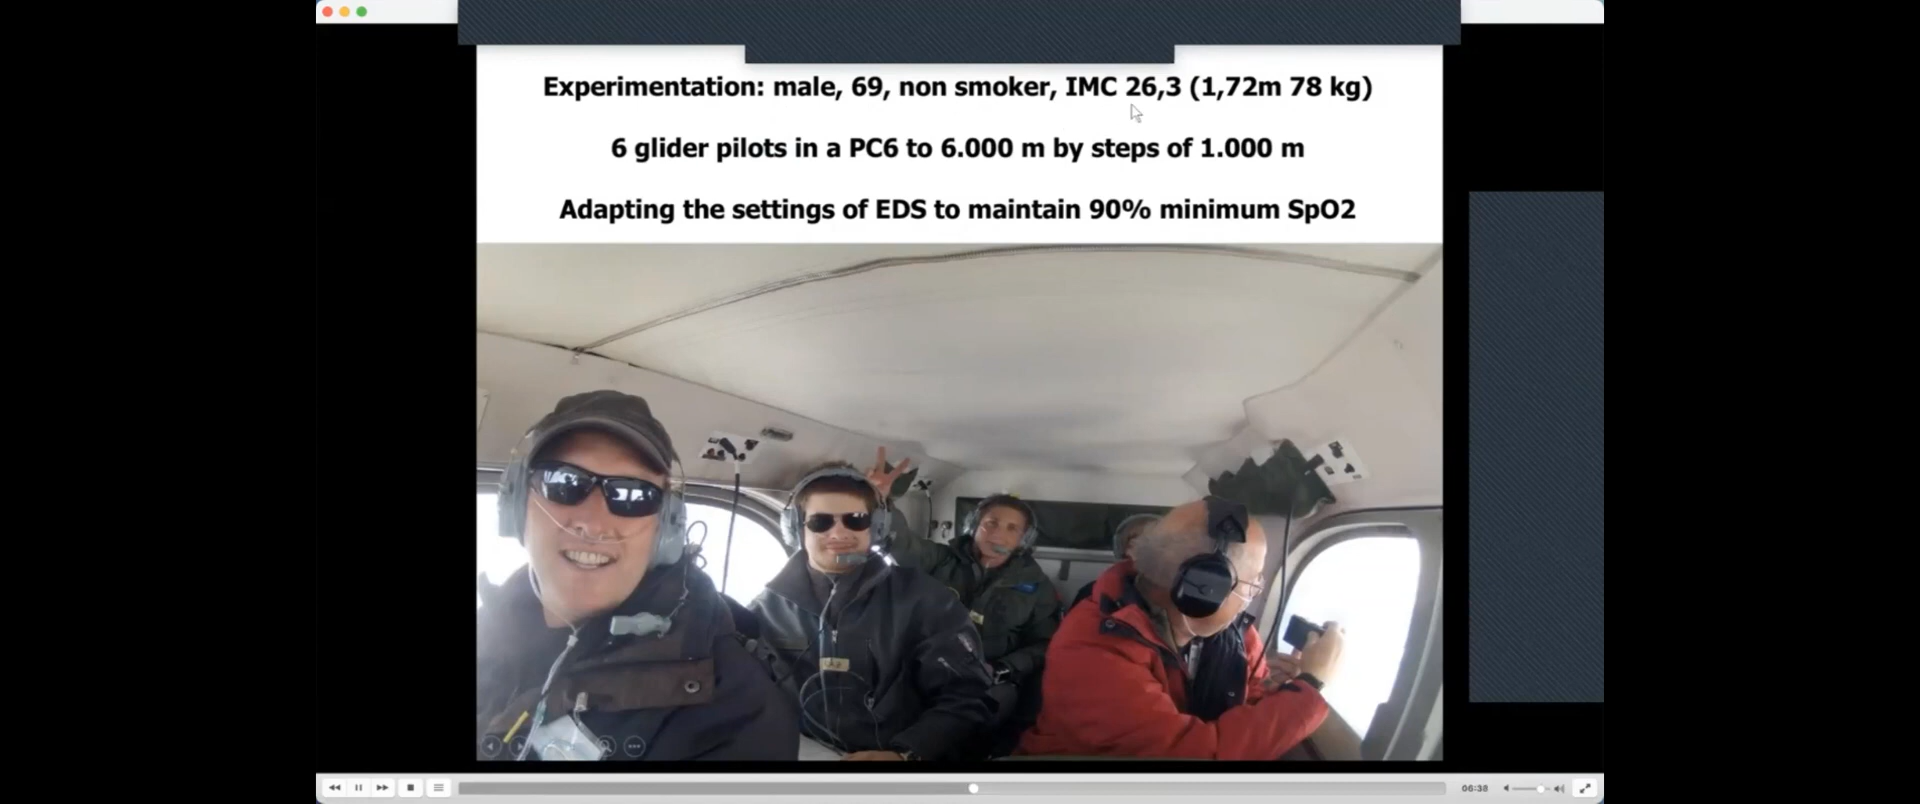 Experimentation: male, 69, non smoker, IMC 26,3 (1,72m 78 kg)
6 glider pilots in a PC6 to 6.000 m by steps of 1.000 m
Adapting the settings of EDS to maintain 90% minimum SpO2
06:38